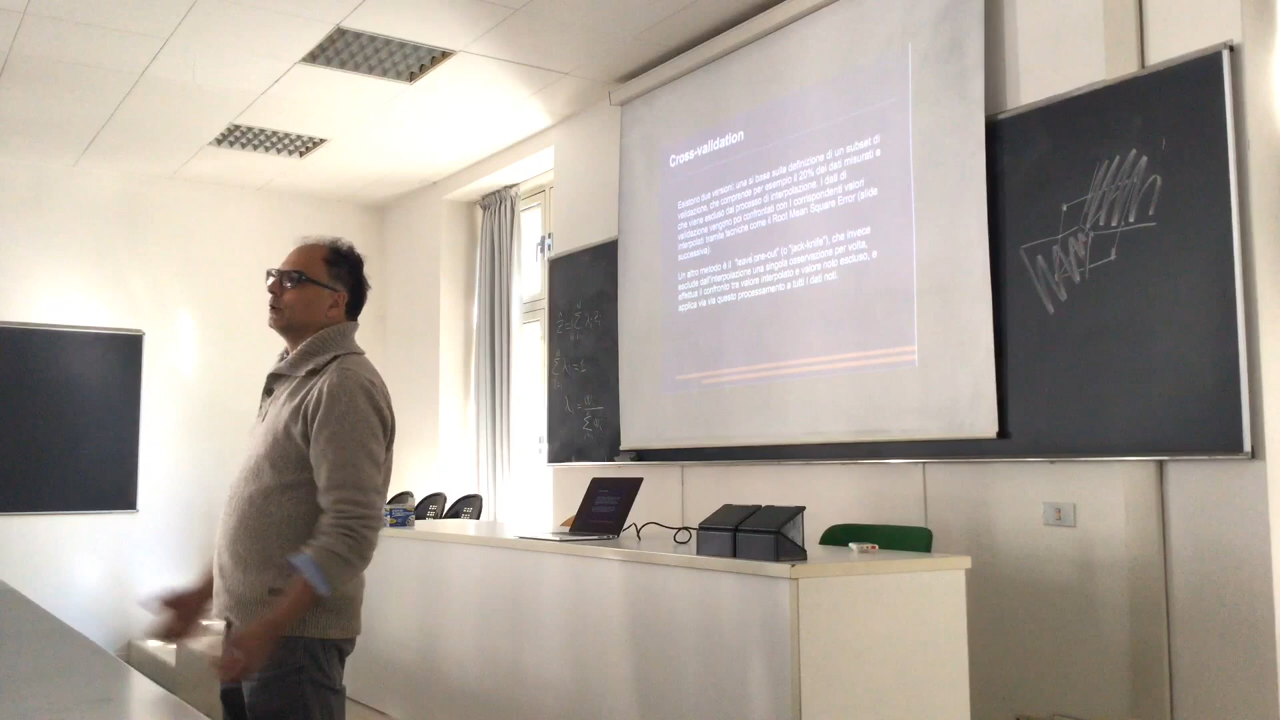 Cross-validation
Esistono due versioni: una si basa sulla definizione di un subset di
validazione, che comprende per esempio il 20% dei dati misurati e
che viene escluso dal processo di interpolazione. I dati di
validazione vengono poi confrontati con i corrispondenti valori
interpolati tramite tecniche come il Root Mean Square Error (slide
successiva).
Un altro metodo è il "leave one-out" (o "jack-knife"), che invece
esclude dall'interpolazione una singola osservazione per volta,
effettua il confronto tra valore interpolato e valore noto escluso, e
applica via via questo processamento a tutti i dati noti.